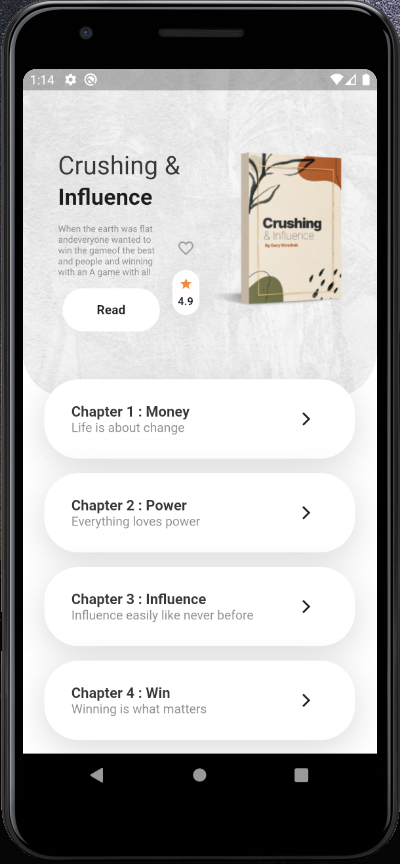 1:14
Crushing &
Influence
When the earth was flat
andeveryone wanted to
win the gameof the best
and people and winning
with an A game with all
Read
4.9
Crushing
& Influence
By Gary Venchuk
Chapter 1 : Money
Life is about change
Chapter 2 : Power
Everything loves power
Chapter 3 : Influence
Influence easily like never before
Chapter 4 : Win
Winning is what matters